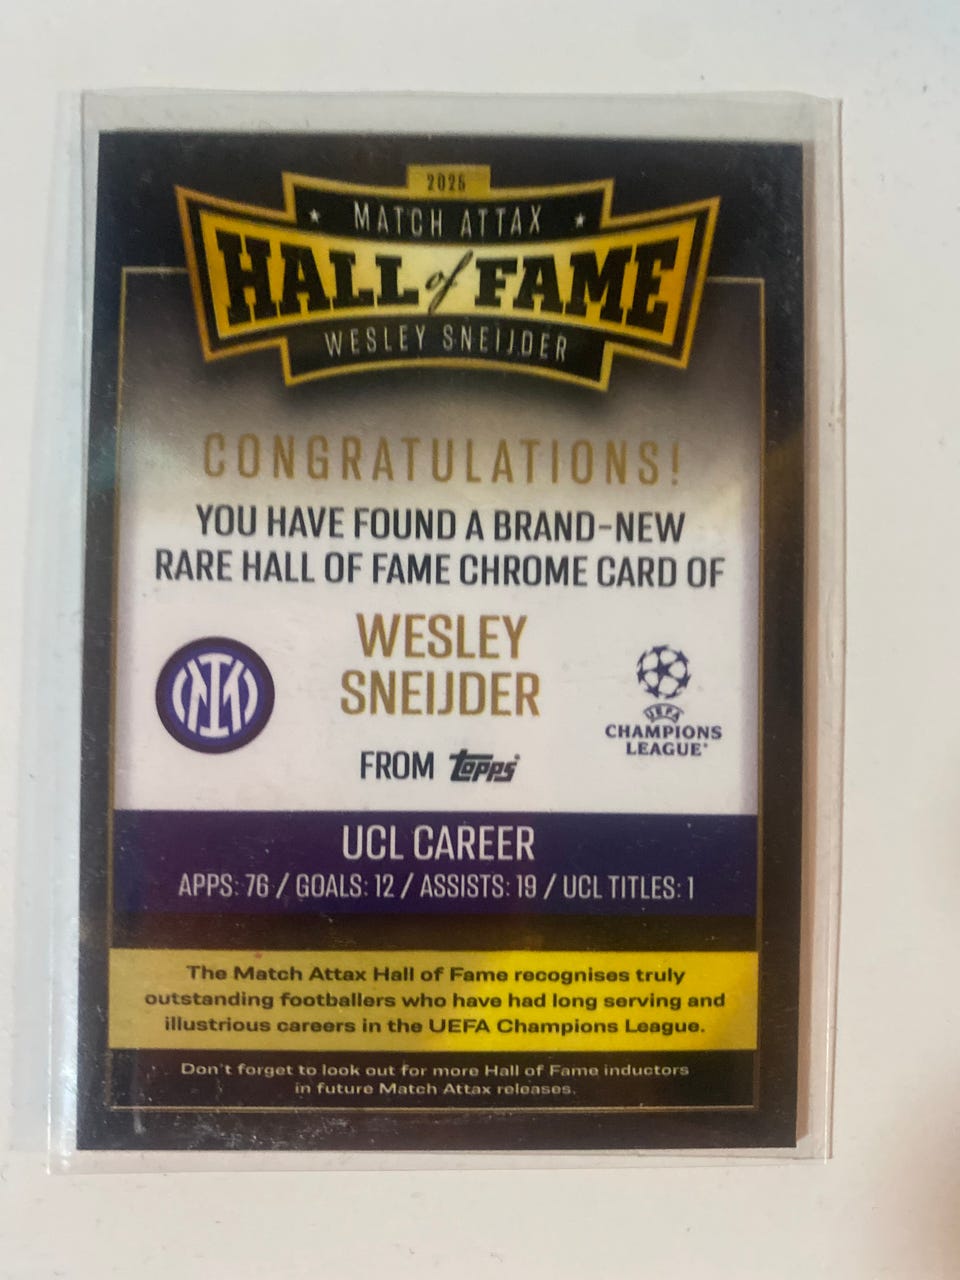 2025
MATCH ATTAX
HALL of FAME
WESLEY SNEIJDER
CONGRATULATIONS!
YOU HAVE FOUND A BRAND-NEW
RARE HALL OF FAME CHROME CARD OF
WESLEY
SNEIJDER
FROM topps
UEFA
CHAMPIONS
LEAGUE
UCL CAREER
APPS: 76 / GOALS: 12 / ASSISTS: 19 / UCL TITLES: 1
The Match Attax Hall of Fame recognises truly
outstanding footballers who have had long serving and
illustrious careers in the UEFA Champions League.
Don't forget to look out for more Hall of Fame inductors
in future Match Attax releases.